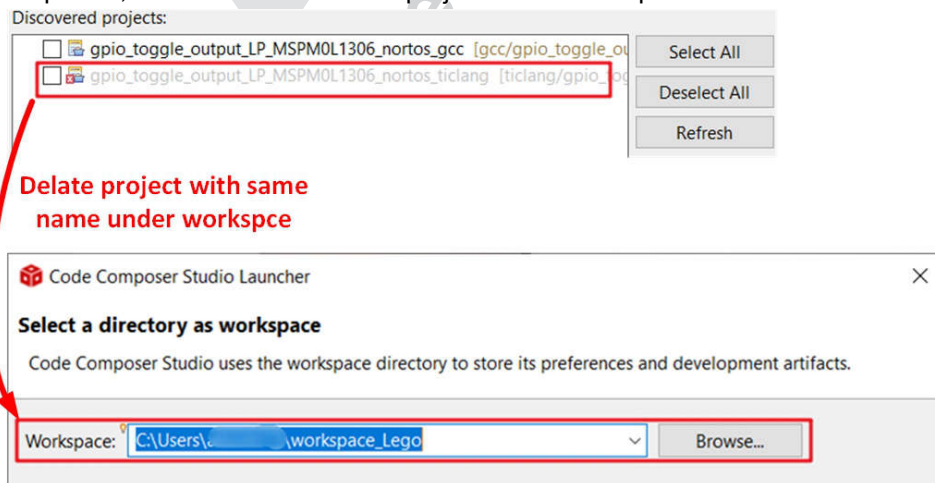 Discovered projects:
gpio_toggle_output_LP_MSPM0L1306_nortos_gcc [gcc/gpio_toggle_ou
Select All
gpio_toggle_output_LP_MSPM0L1306_nortos_ticlang [ticlang/gpio_tog
Deselect All
Refresh
Delate project with same
name under workspce
Code Composer Studio Launcher
Select a directory as workspace
Code Composer Studio uses the workspace directory to store its preferences and development artifacts.
Workspace: C:\Users\ \workspace_Lego
Browse...